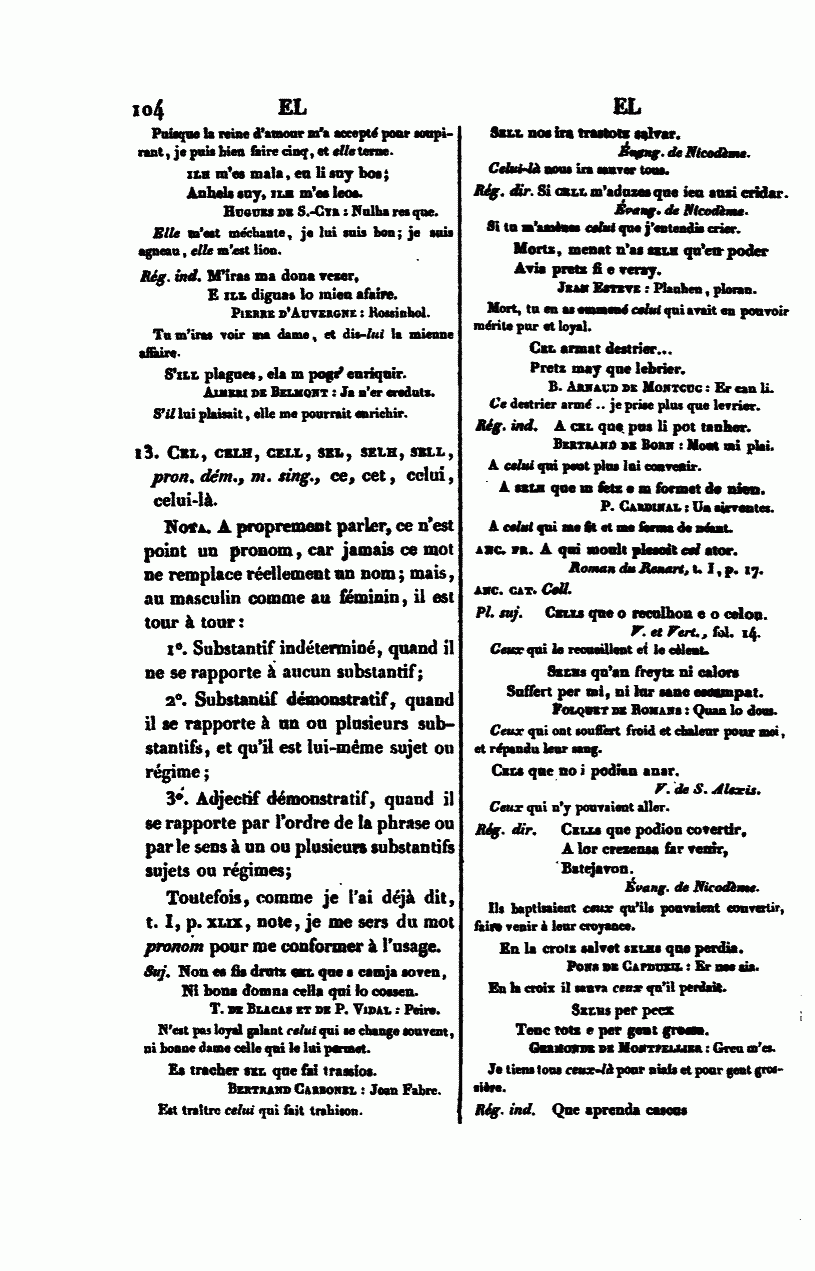 104 EL
Puisque la reine d'amour m'a accepté pour soupi-
rant, je puis bien faire cinq, et elle terne.
ILH m'es mala, eu li suy bos;
Anhels suy, ILH m'es leos.
HUGUES DE S.-CYR : Nulha res que.
Elle m'est méchante, je lui suis bon; je suis
agneau, elle m'est lion.
Rég. ind. M'iras ma dona vezer,
E ILL diguas lo mieu afaire.
PIERRE D'AUVERGNE : Rossinhol.
Tu m'iras voir ma dame, et dis-lui la mienne
affaire.
S'ILL plagues, ela m pogr' enriquir.
AIMERI DE BELMONT : Ja n'er credutz.
S'il lui plaisait, elle me pourrait enrichir.
13. CEL, CELH, CELL, SEL, SELH, SELL,
pron. dém., m. sing., ce, cet, celui,
celui-là.
NOTA. A proprement parler, ce n'est
point un pronom, car jamais ce mot
ne remplace réellement un nom; mais,
au masculin comme au féminin, il est
tour à tour:
1°. Substantif indéterminé, quand il
ne se rapporte à aucun substantif;
2°. Substantif démonstratif, quand
il se rapporte à un ou plusieurs sub-
stantifs, et qu'il est lui-même sujet ou
régime;
3°. Adjectif démonstratif, quand il
se rapporte par l'ordre de la phrase ou
par le sens à un ou plusieurs substantifs
sujets ou régimes;
Toutefois, comme je l'ai déjà dit,
t. I, p. XLIX, note, je me sers du mot
pronom pour me conformer à l'usage.
Suj. Non es fis drutz CEL que s camja soven,
Ni bona domna cella qui lo cossen.
T. DE BLACAS ET DE P. VIDAL : Peire.
N'est pas loyal galant celui qui se change souvent,
ni bonne dame celle qui le lui permet.
Es tracher SEL que fai trassios.
BERTRAND CARBONEL : Joan Fabre.
Est traître celui qui fait trahison.
EL
SELL nos ira trastotz salvar.
Évang. de Nicodème.
Celui-là nous ira sauver tous.
Rég. dir. Si CELL m'aduzes que ieu auzi cridar.
Évang. de Nicodème.
Si tu m'amènes celui que j'entendis crier.
Mortz, menat n'as SELH qu'en poder
Avia pretz fi e veray.
JEAN ESTEVE : Planhen, ploran.
Mort, tu en as emmené celui qui avait en pouvoir
mérite pur et loyal.
CEL armat destrier...
Pretz may que lebrier.
B. ARNAUD DE MONTCUC : Er can li.
Ce destrier armé .. je prise plus que levrier.
Rég. ind. A CEL que pus li pot tanher.
BERTRAND DE BORN : Mout mi plai.
A celui qui peut plus lui convenir.
A SELH que m fetz e m formet de nien.
P. CARDINAL : Un sirventes.
A celui qui me fit et me forma de néant.
ANC. FR. A qui moult plesoit cel ator.
Roman du Renart, t. I, p. 17.
ANC. CAT. Cell.
Pl. suj. CELLS que o reculhon e o celon.
V. et Vert., fol. 14.
Ceux qui le recueillent et le cèlent.
SELHS qu'an freytz ni calors
Suffert per mi, ni lur sanc escampat.
FOLQUET DE ROMANS : Quan lo dous.
Ceux qui ont souffert froid et chaleur pour moi,
et répandu leur sang.
CELS que no i podian anar.
V. de S. Alexis.
Ceux qui n'y pouvaient aller.
Rég. dir. CELLS que podion covertir,
A lor crezensa far venir,
Batejavon.
Évang. de Nicodème.
Ils baptisaient ceux qu'ils pouvaient convertir,
faire venir à leur croyance.
En la crotz salvet SELHS que perdia.
PONS DE CAPDUEIL : Er nos sia.
En la croix il sauva ceux qu'il perdait.
SELHS per pecx
Tenc totz e per gent grossa.
GERMONDE DE MONTPELLIER : Greu m'es.
Je tiens tous ceux-là pour niais et pour gent gros-
sière.
Rég. ind. Que aprenda cascus